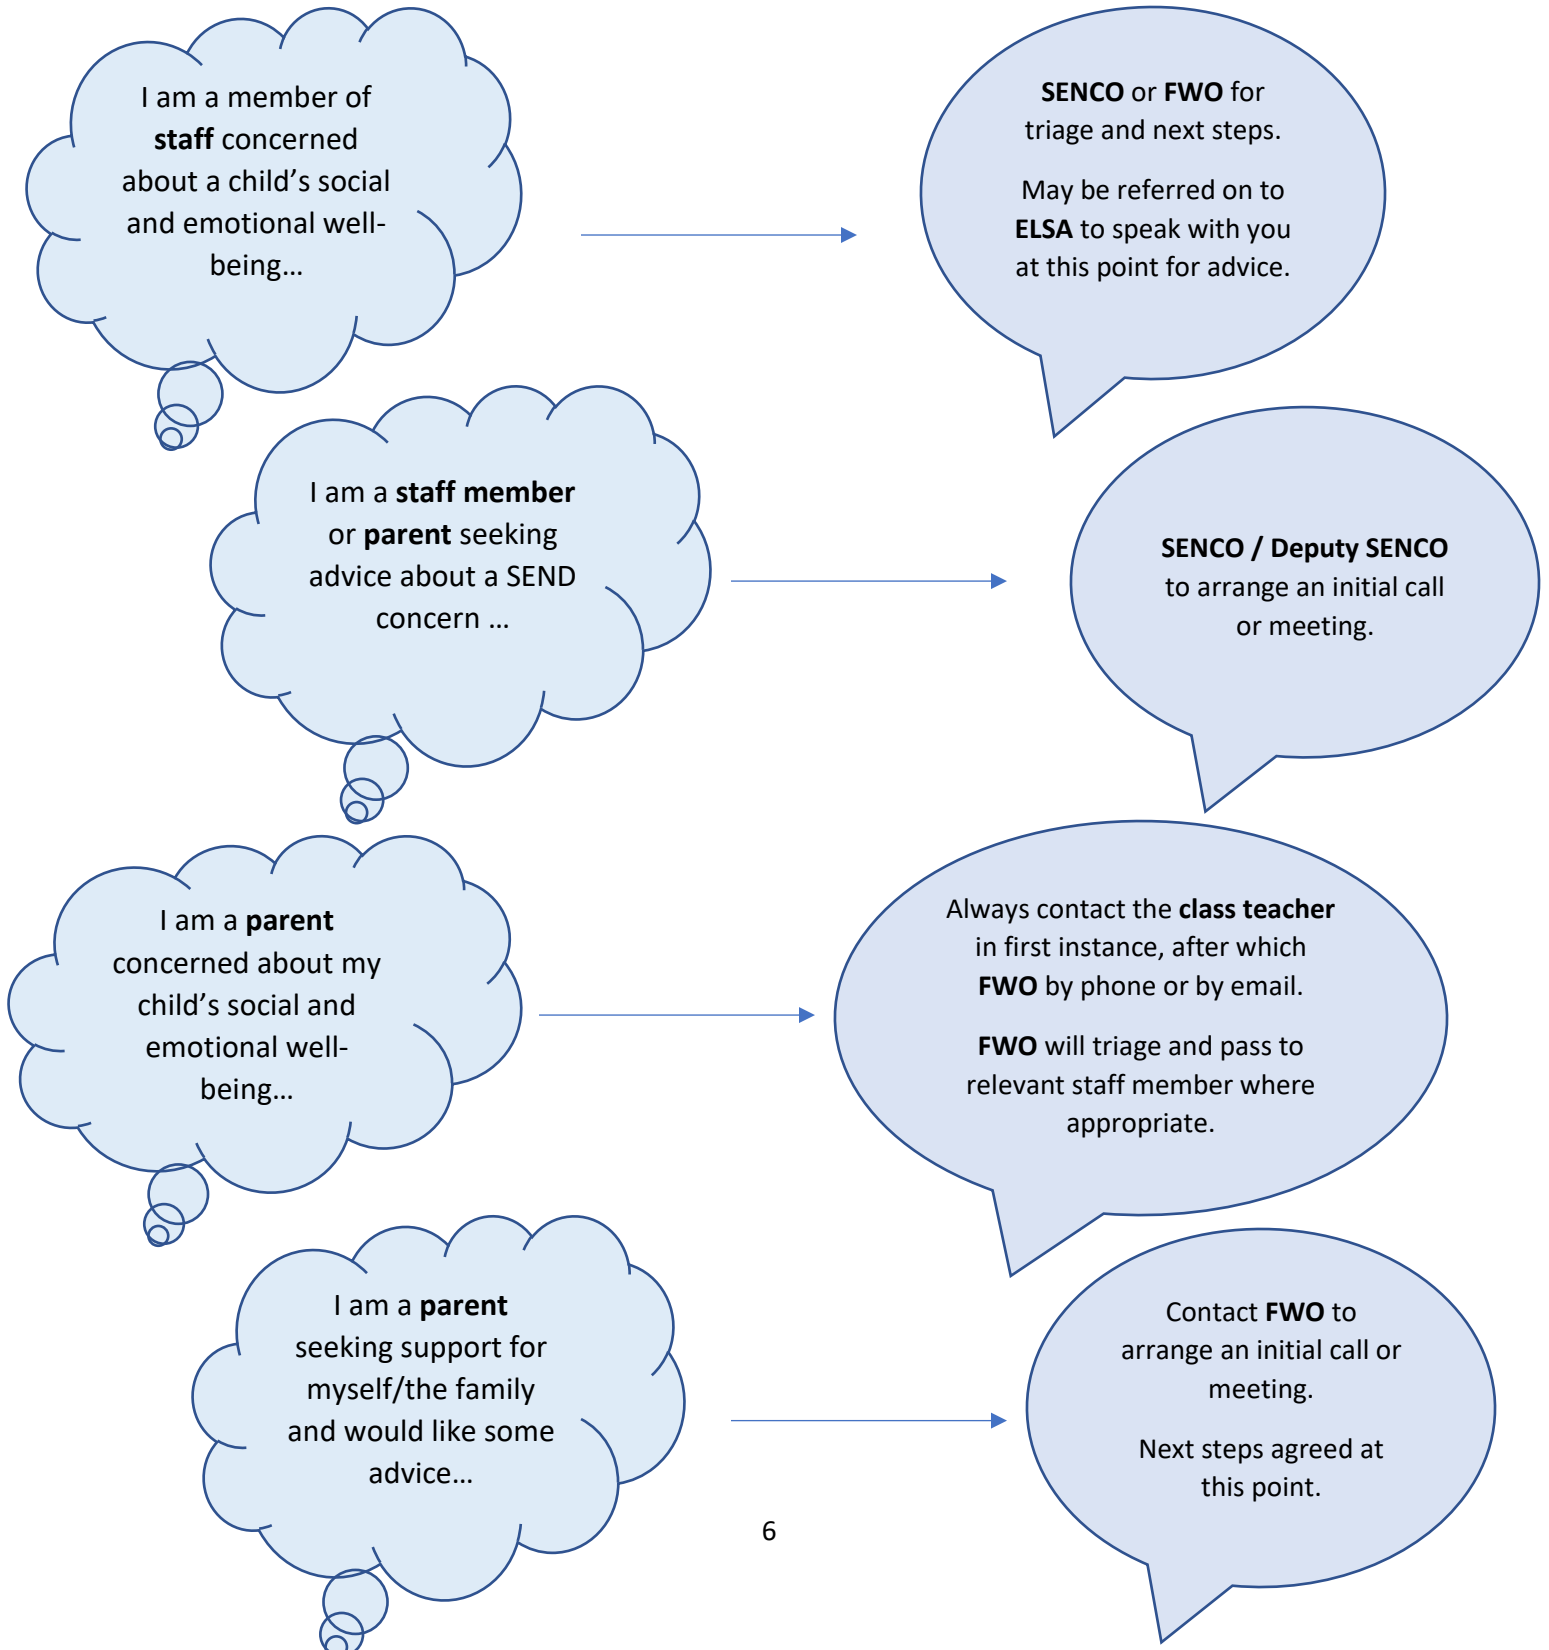 I am a member of
staff concerned
about a child’s social
and emotional well-
being…
SENCO or FWO for
triage and next steps.
May be referred on to
ELSA to speak with you
at this point for advice.
I am a staff member
or parent seeking
advice about a SEND
concern …
SENCO / Deputy SENCO
to arrange an initial call
or meeting.
I am a parent
concerned about my
child’s social and
emotional well-
being…
Always contact the class teacher
in first instance, after which
FWO by phone or by email.
FWO will triage and pass to
relevant staff member where
appropriate.
I am a parent
seeking support for
myself/the family
and would like some
advice…
Contact FWO to
arrange an initial call or
meeting.
Next steps agreed at
this point.
6